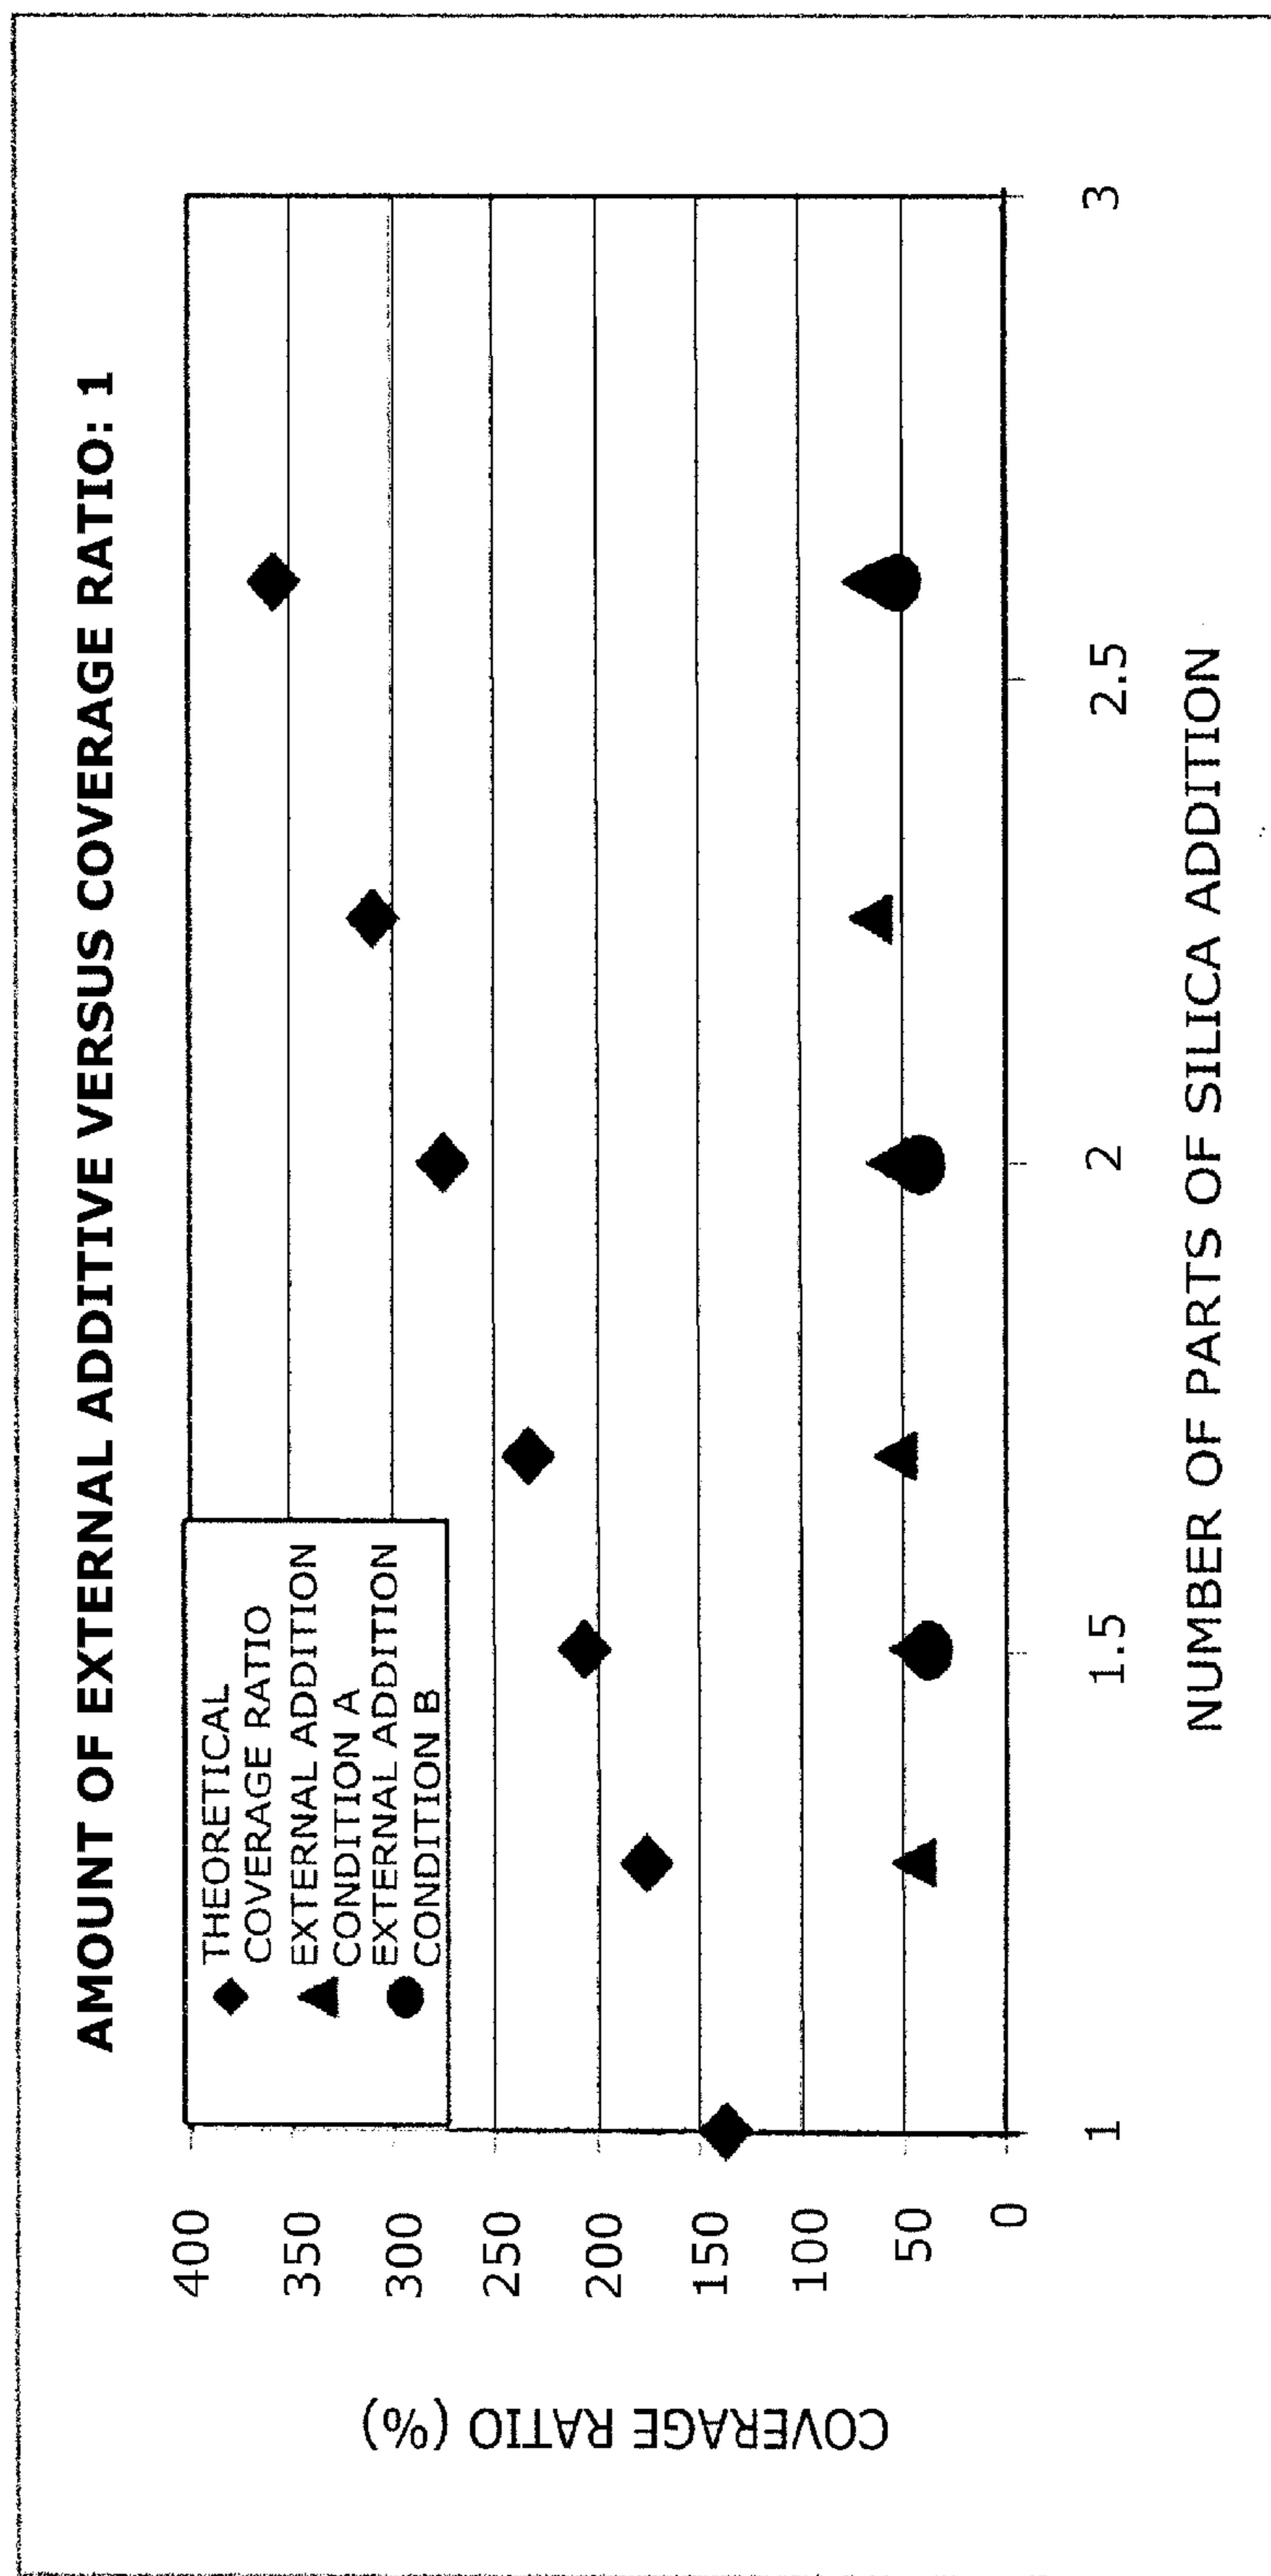 AMOUNT OF EXTERNAL ADDITIVE VERSUS COVERAGE RATIO: 1
COVERAGE RATIO (%)
400
350
300
250
200
150
100
50
0
THEORETICAL
COVERAGE RATIO
EXTERNAL ADDITION
CONDITION A
EXTERNAL ADDITION
CONDITION B
1
1.5
2
2.5
3
NUMBER OF PARTS OF SILICA ADDITION